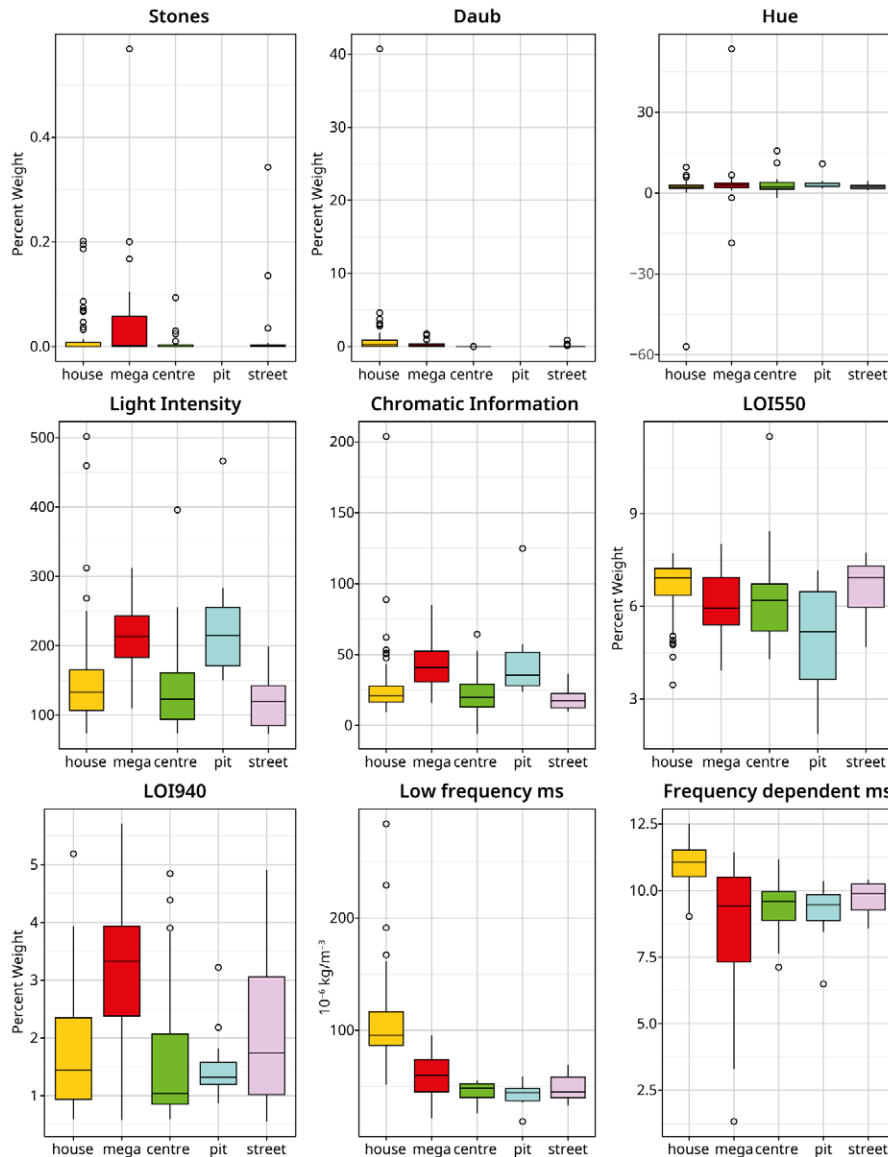 Stones Daub Hue
Percent Weight
0.4
0.2
0.0
house mega centre pit street
Percent Weight
40
30
20
10
0
house mega centre pit street
30
0
−30
−60
house mega centre pit street
Light Intensity Chromatic Information LOI550
500
400
300
200
100
house mega centre pit street
200
150
100
50
0
house mega centre pit street
Percent Weight
9
6
3
house mega centre pit street
LOI940 Low frequency ms Frequency dependent ms
Percent Weight
5
4
3
2
1
house mega centre pit street
10⁻⁶ kg/m⁻³
200
100
house mega centre pit street
12.5
10.0
7.5
5.0
2.5
house mega centre pit street